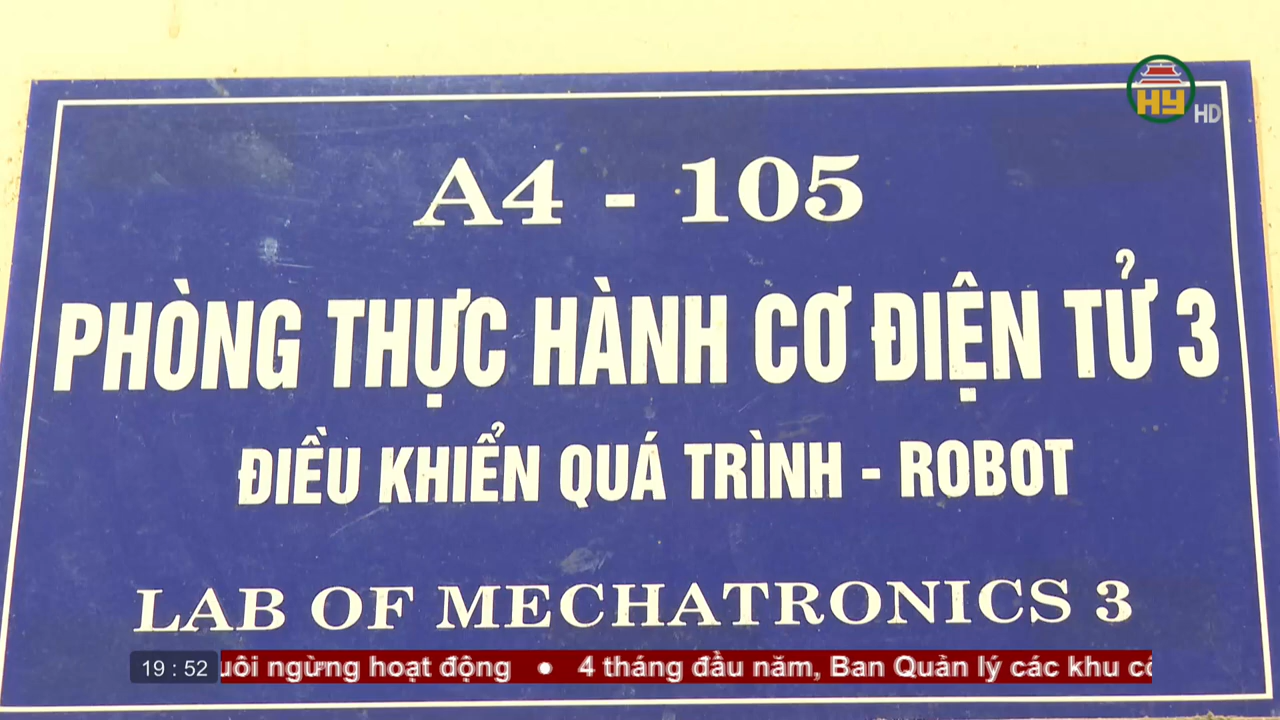 HY HD
A4 - 105
PHÒNG THỰC HÀNH CƠ ĐIỆN TỬ 3
ĐIỀU KHIỂN QUÁ TRÌNH - ROBOT
LAB OF MECHATRONICS 3
19 : 52 ngừng hoạt động • 4 tháng đầu năm, Ban Quản lý các khu